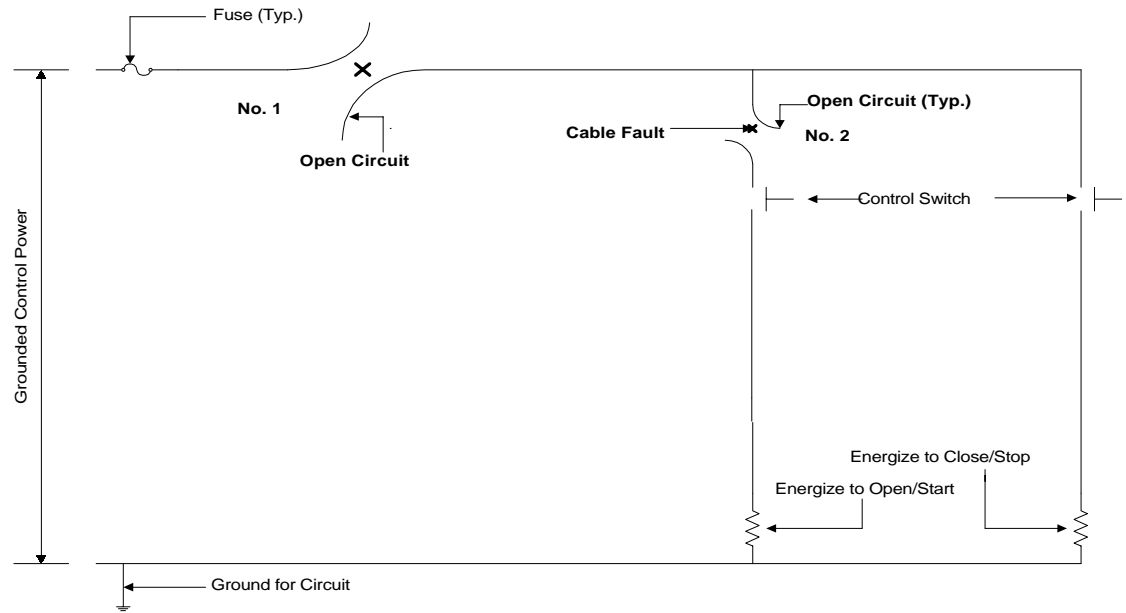 Fuse (Typ.)
No. 1
Open Circuit (Typ.)
Cable Fault
No. 2
Open Circuit
Control Switch
Grounded Control Power
Energize to Close/Stop
Energize to Open/Start
Ground for Circuit